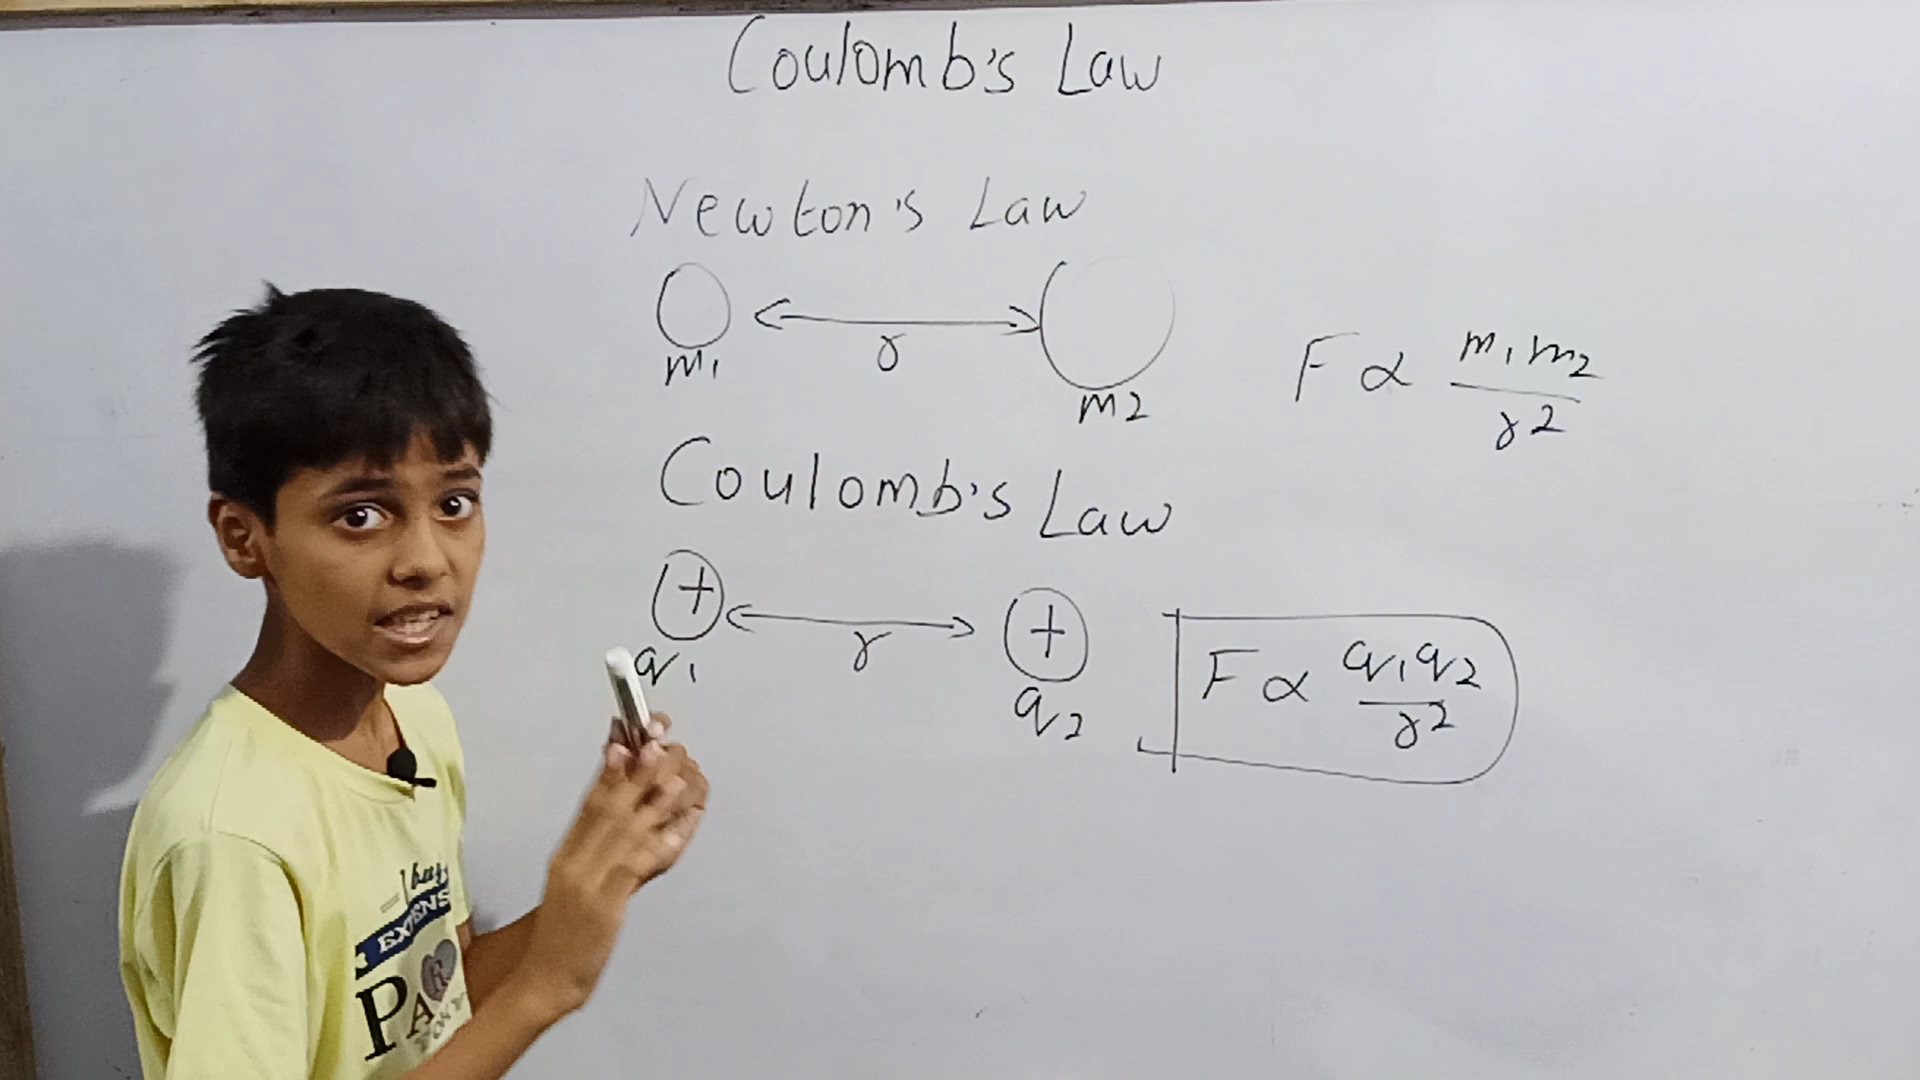 Coulomb's Law
Newton's Law
m1
r
m2
F ∝ m1m2 / r2
Coulomb's Law
+
r
+
q1
q2
F ∝ q1q2 / r2